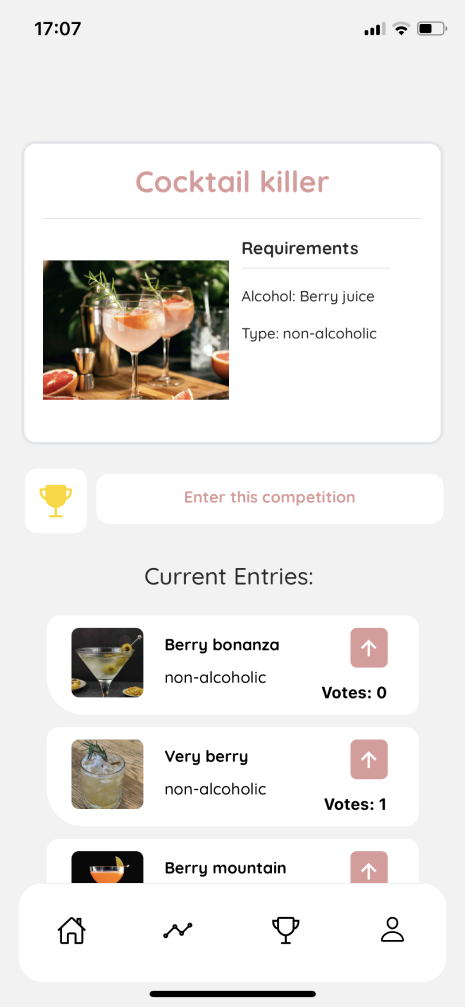 17:07
Cocktail killer
Requirements
Alcohol: Berry juice
Type: non-alcoholic
Enter this competition
Current Entries:
Berry bonanza
non-alcoholic
Votes: 0
Very berry
non-alcoholic
Votes: 1
Berry mountain